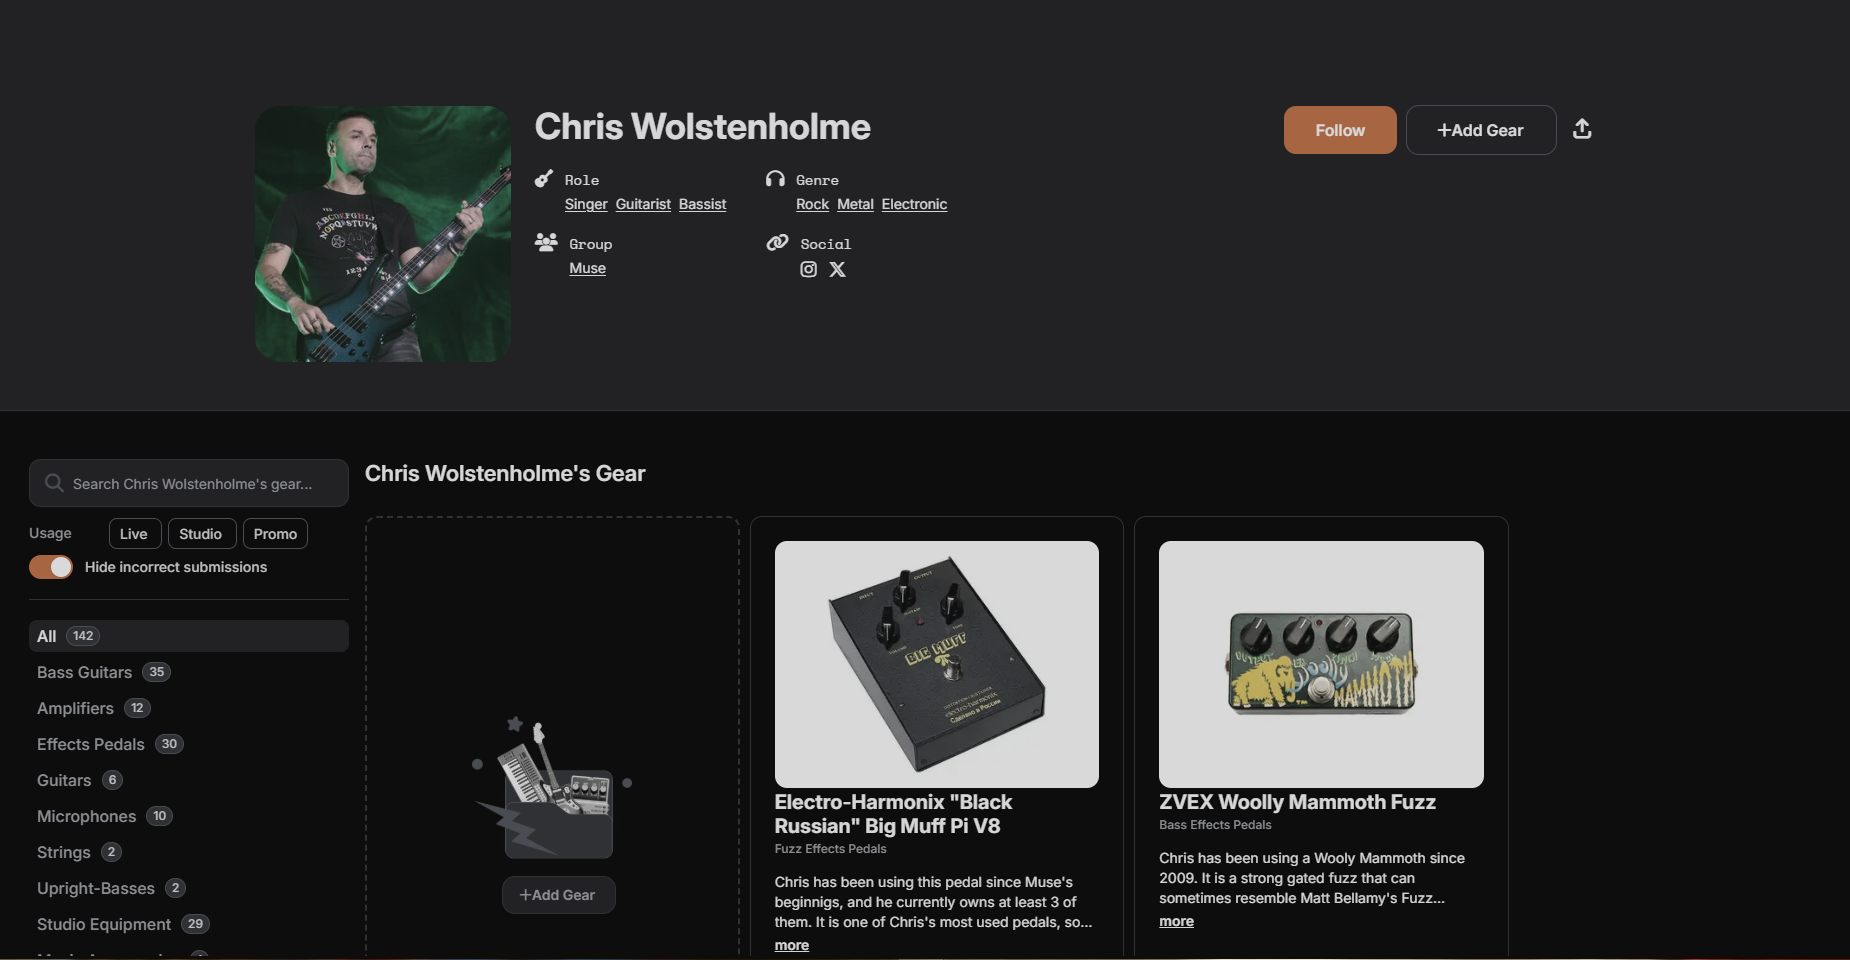 Chris Wolstenholme
Follow
+Add Gear
Role
Singer Guitarist Bassist
Genre
Rock Metal Electronic
Group
Muse
Social
Search Chris Wolstenholme's gear...
Usage
Live
Studio
Promo
Hide incorrect submissions
All 142
Bass Guitars 35
Amplifiers 12
Effects Pedals 30
Guitars 6
Microphones 10
Strings 2
Upright-Basses 2
Studio Equipment 29
Chris Wolstenholme's Gear
+Add Gear
BIG MUFF
Electro-Harmonix "Black
Russian" Big Muff Pi V8
Fuzz Effects Pedals
Chris has been using this pedal since Muse's
beginnigs, and he currently owns at least 3 of
them. It is one of Chris's most used pedals, so...
more
ZVEX Woolly Mammoth Fuzz
Bass Effects Pedals
Chris has been using a Wooly Mammoth since
2009. It is a strong gated fuzz that can
sometimes resemble Matt Bellamy's Fuzz...
more